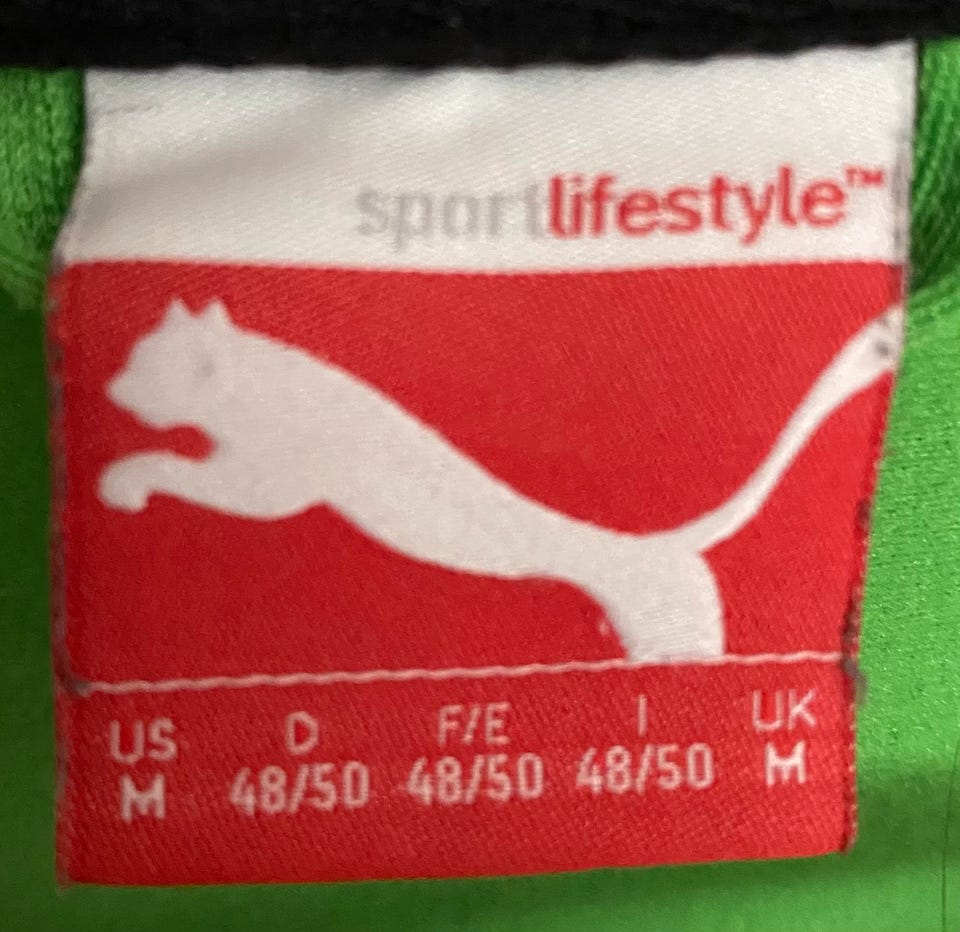 sportlifestyle™
US D F/E I UK
M 48/50 48/50 48/50 M